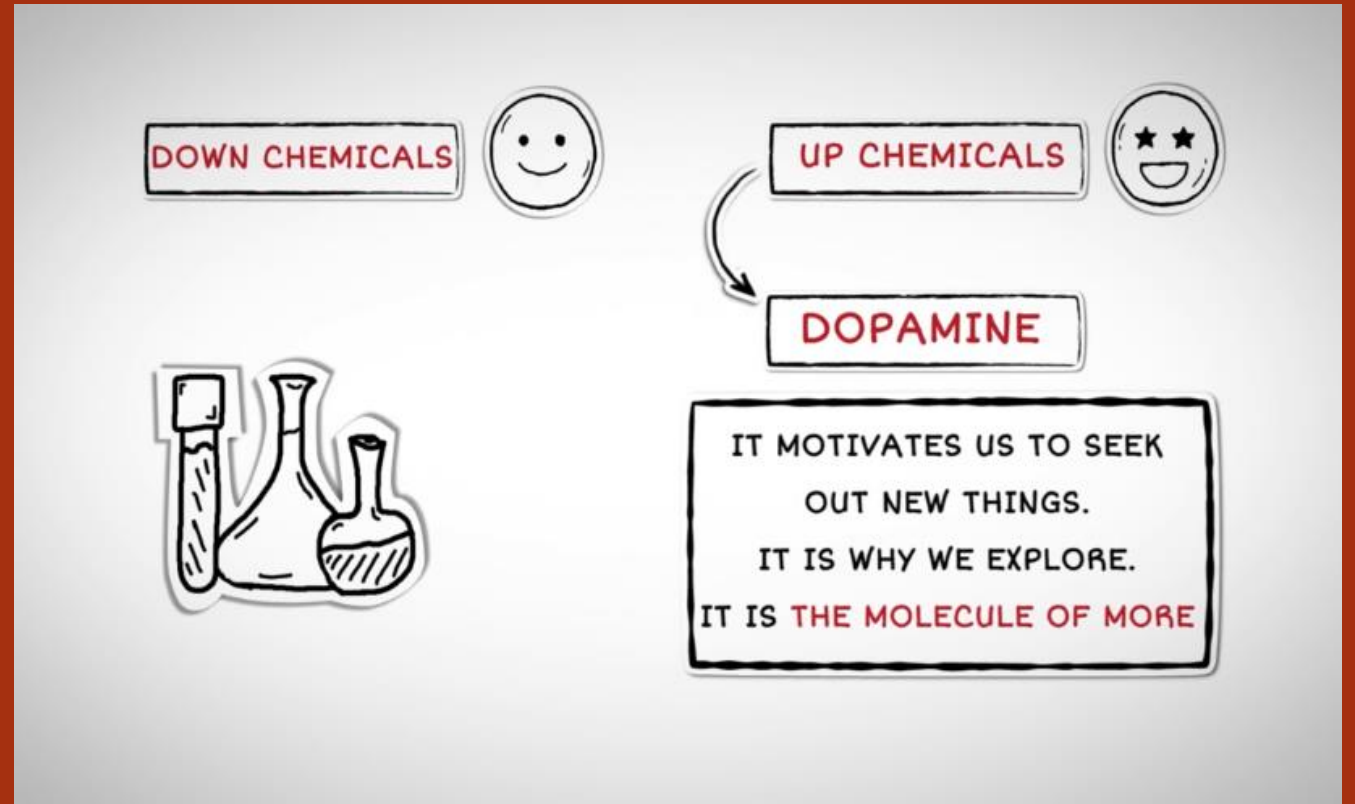 DOWN CHEMICALS
UP CHEMICALS
DOPAMINE
IT MOTIVATES US TO SEEK
OUT NEW THINGS.
IT IS WHY WE EXPLORE.
IT IS THE MOLECULE OF MORE